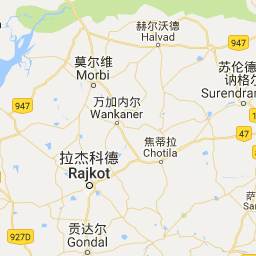 赫尔沃德
Halvad
947
莫尔维
Morbi
苏伦德
讷格尔
Surendran
947
万加内尔
Wankaner
47
47
焦蒂拉
Chotila
拉杰科德
Rajkot
萨
贡达尔
Gondal
927D